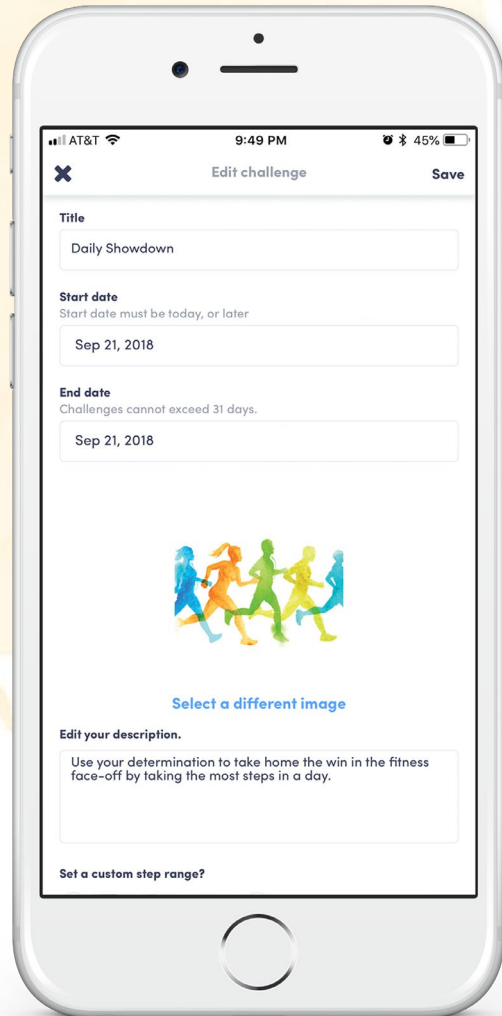 AT&T 9:49 PM 45%
Edit challenge Save
Title
Daily Showdown
Start date
Start date must be today, or later
Sep 21, 2018
End date
Challenges cannot exceed 31 days.
Sep 21, 2018
Select a different image
Edit your description.
Use your determination to take home the win in the fitness
face-off by taking the most steps in a day.
Set a custom step range?